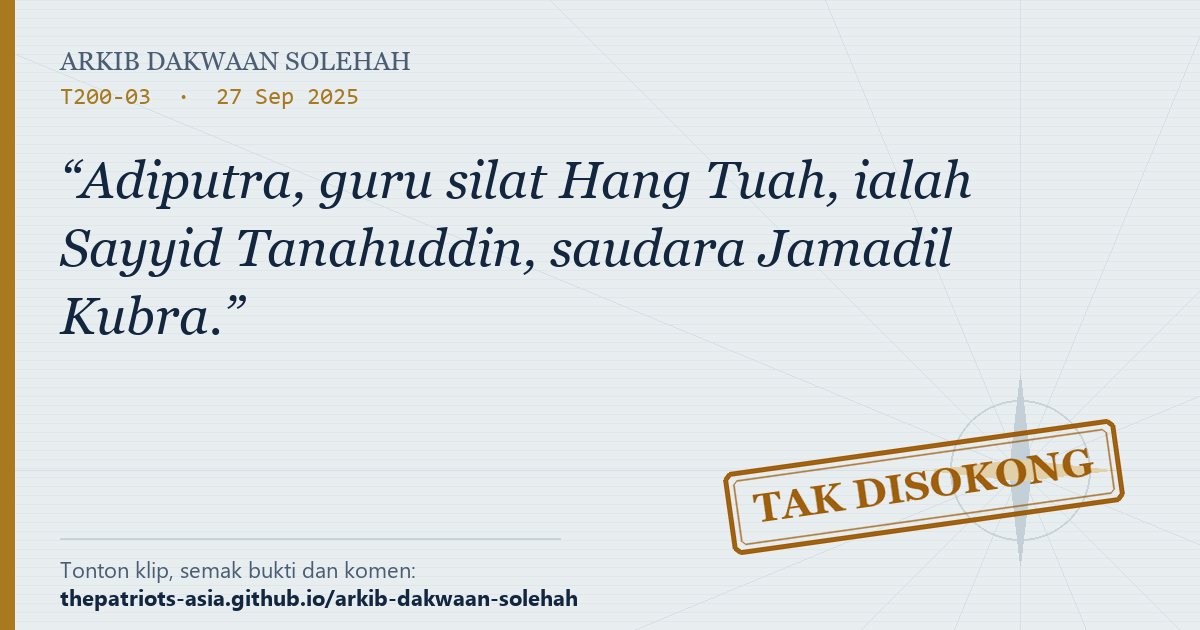 ARKIB DAKWAAN SOLEHAH
T200-03 · 27 Sep 2025
“Adiputra, guru silat Hang Tuah, ialah
Sayyid Tanahuddin, saudara Jamadil
Kubra.”
TAK DISOKONG
Tonton klip, semak bukti dan komen:
thepatriots-asia.github.io/arkib-dakwaan-solehah